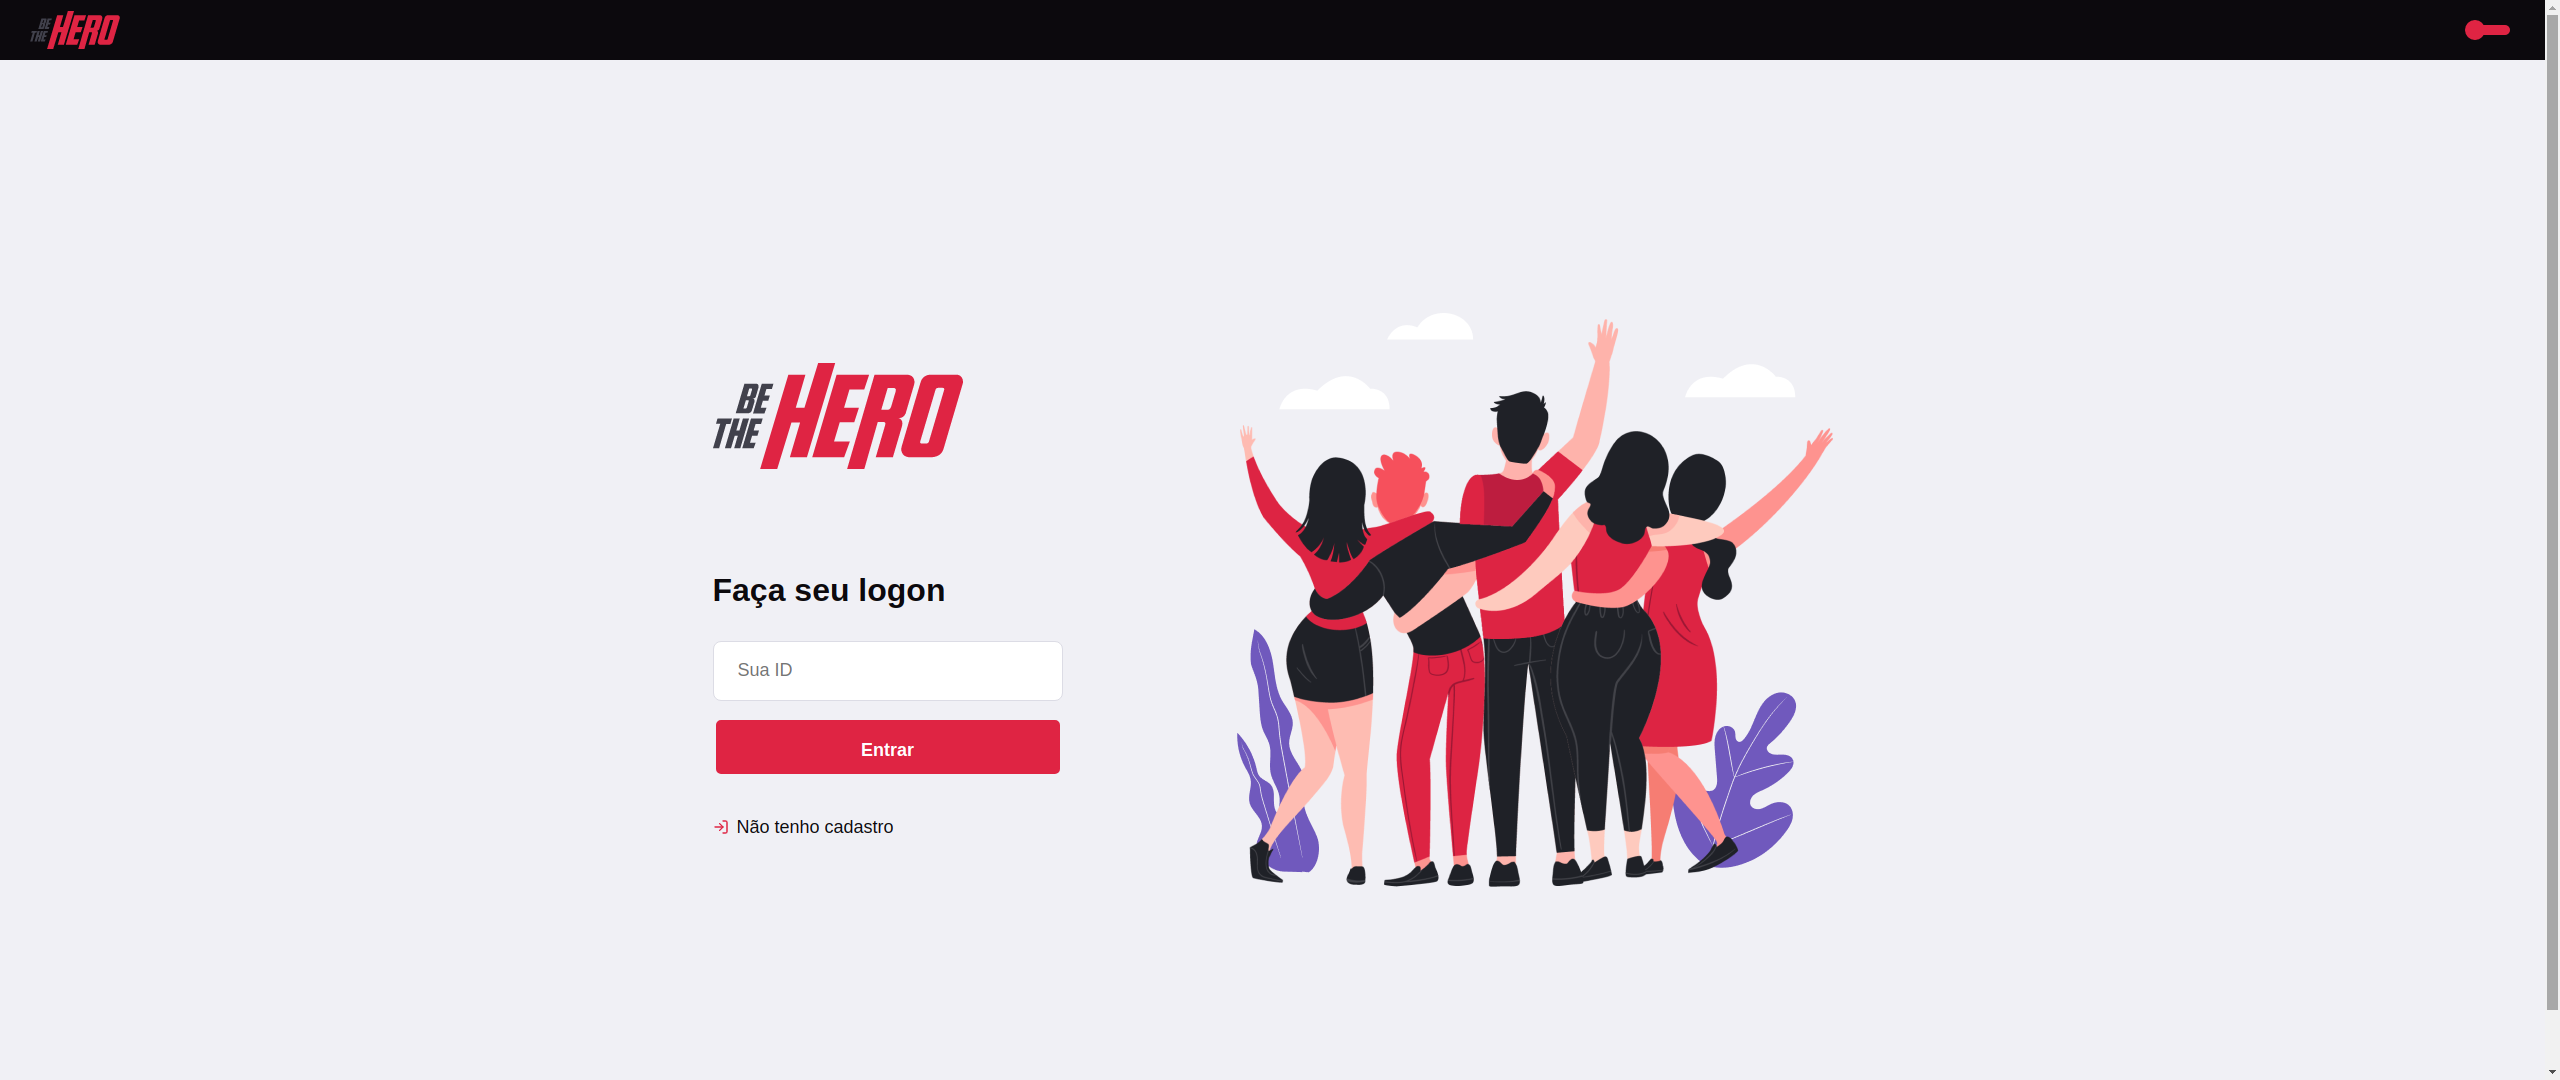 BE
THE HERO
BE
THE HERO
Faça seu logon
Sua ID
Entrar
Não tenho cadastro